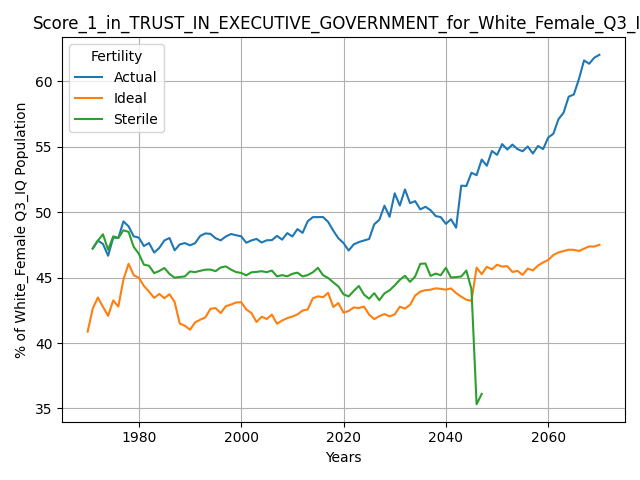 Score_1_in_TRUST_IN_EXECUTIVE_GOVERNMENT_for_White_Female_Q3_I
Fertility
Actual
Ideal
Sterile
% of White_Female Q3_IQ Population
60
55
50
45
40
35
1980
2000
2020
2040
2060
Years